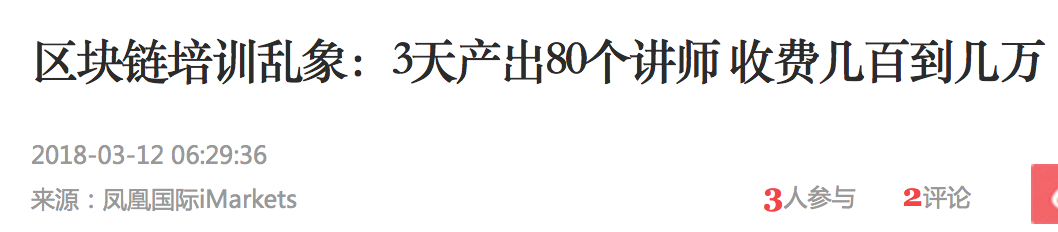 区块链培训乱象：3天产出80个讲师 收费几百到几万
2018-03-12 06:29:36
来源：凤凰国际iMarkets
3人参与 2评论